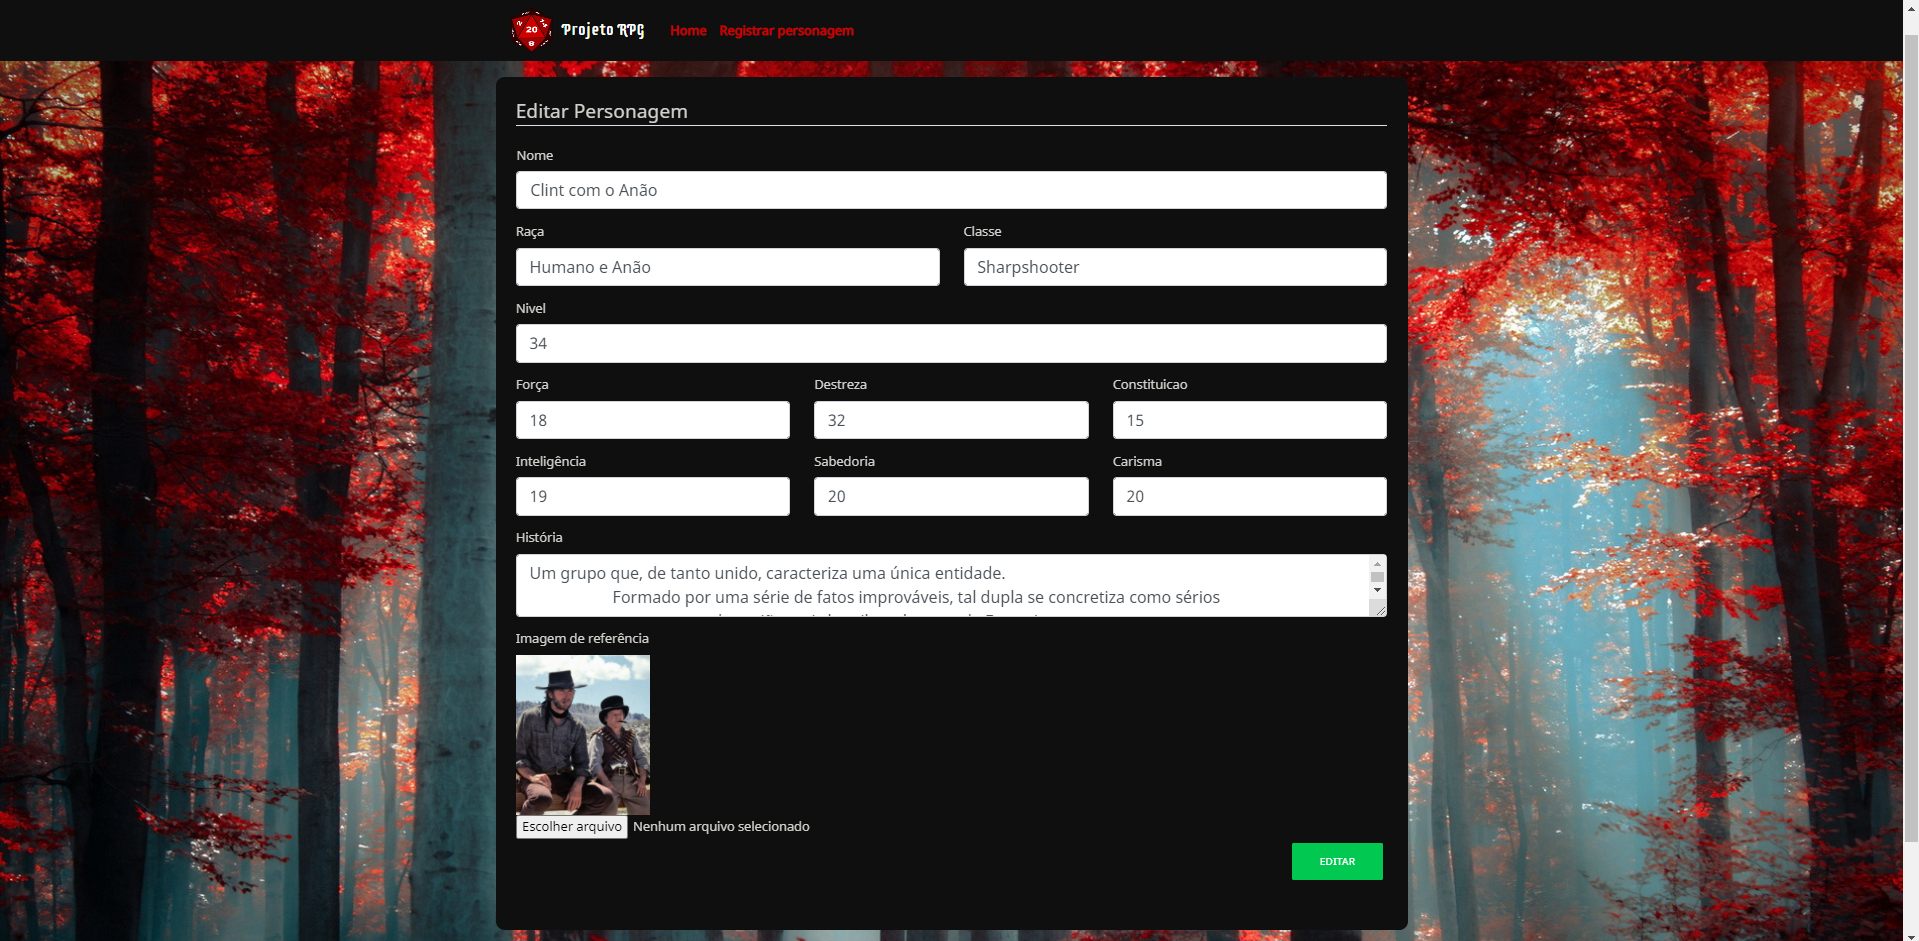 Projeto RPG Home Registrar personagem
Editar Personagem
Nome
Clint com o Anão
Raça Classe
Humano e Anão Sharpshooter
Nivel
34
Força Destreza Constituicao
18 32 15
Inteligência Sabedoria Carisma
19 20 20
História
Um grupo que, de tanto unido, caracteriza uma única entidade.
Formado por uma série de fatos improváveis, tal dupla se concretiza como sérios
Imagem de referência
Escolher arquivo Nenhum arquivo selecionado
EDITAR